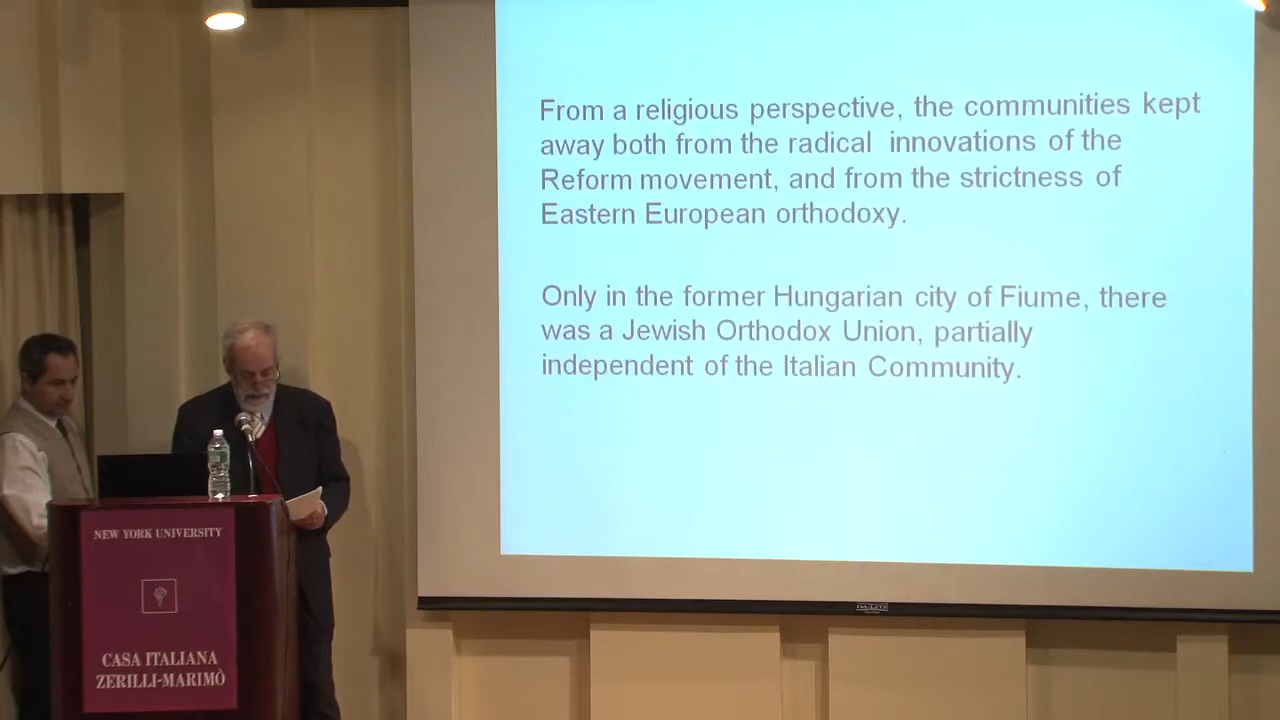 From a religious perspective, the communities kept
away both from the radical innovations of the
Reform movement, and from the strictness of
Eastern European orthodoxy.
Only in the former Hungarian city of Fiume, there
was a Jewish Orthodox Union, partially
independent of the Italian Community.
NEW YORK UNIVERSITY
CASA ITALIANA
ZERILLI-MARIMÒ
DA-LITE